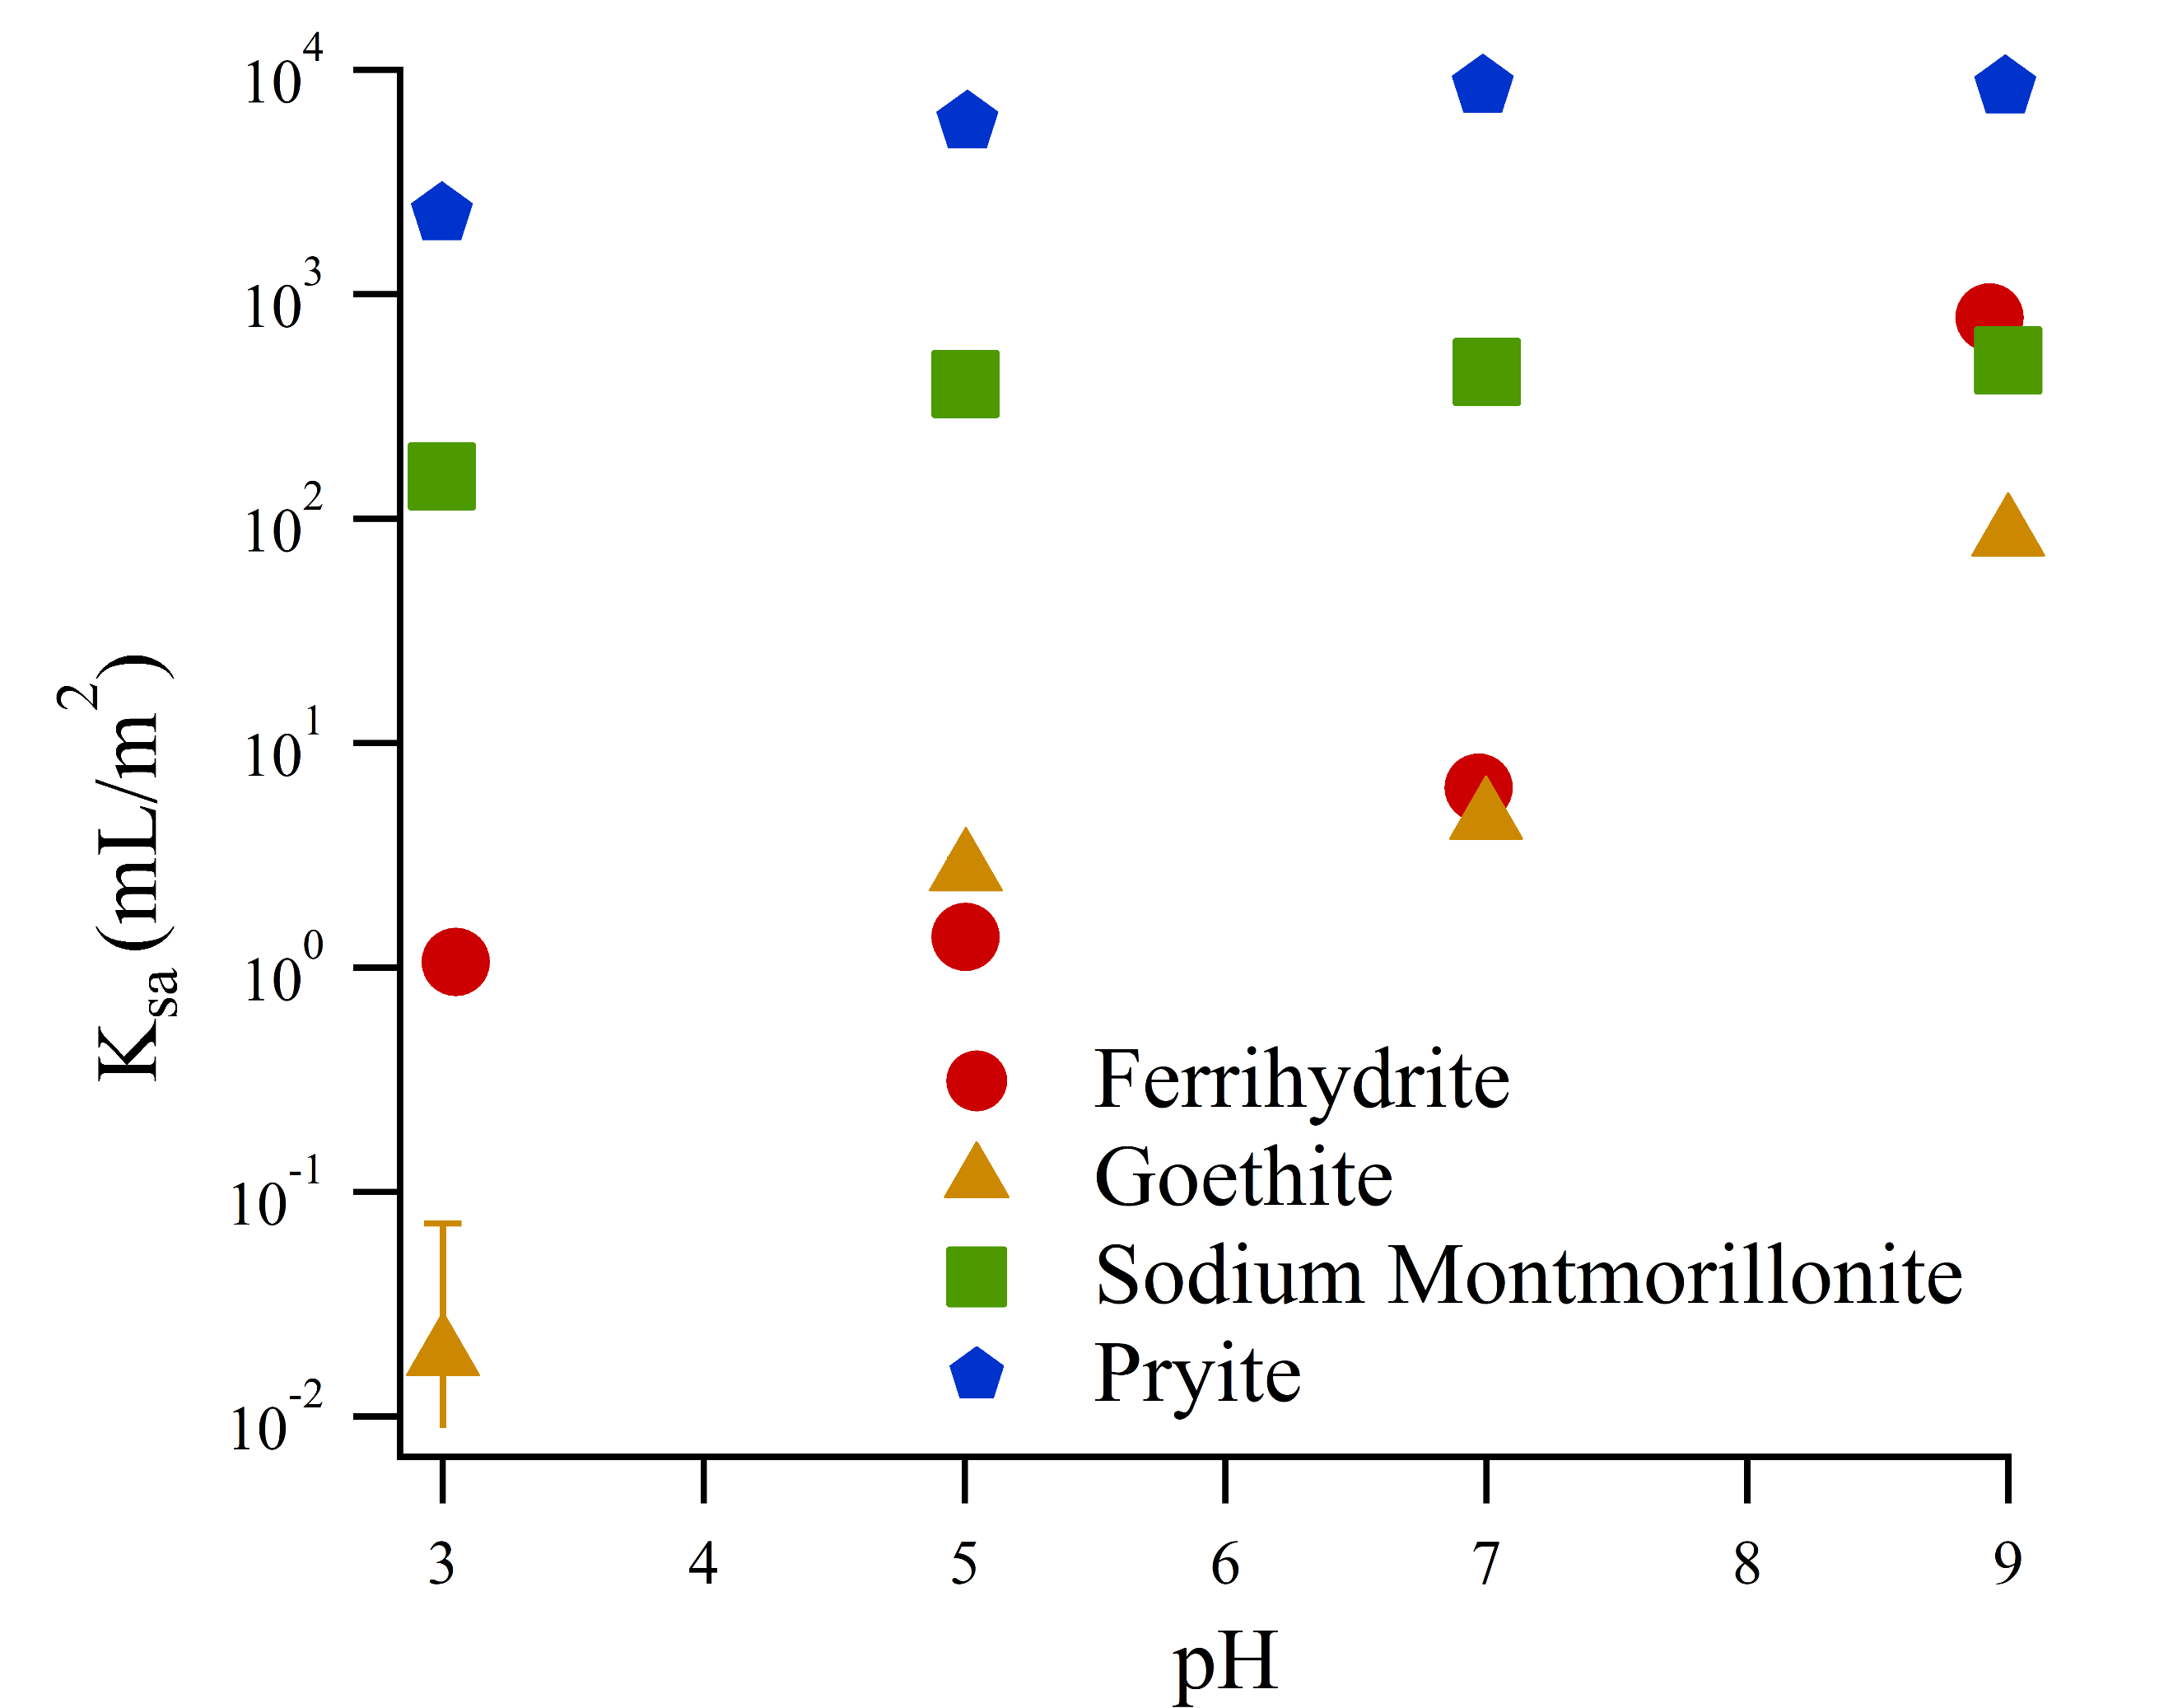 10^4
10^3
10^2
10^1
10^0
10^-1
10^-2
K_sa (mL/m^2)
Ferrihydrite
Goethite
Sodium Montmorillonite
Pryite
3 4 5 6 7 8 9
pH